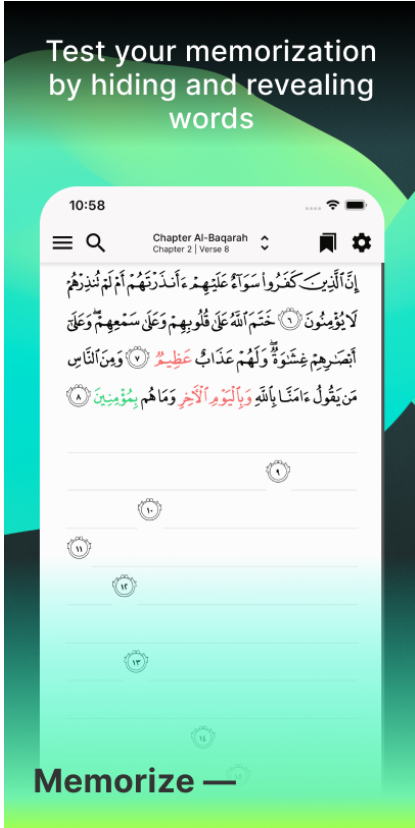 Test your memorization
by hiding and revealing
words
10:58
Chapter Al-Baqarah
Chapter 2 | Verse 8
إِنَّ ٱلَّذِينَ كَفَرُوا۟ سَوَآءٌ عَلَيْهِمْ ءَأَنذَرْتَهُمْ أَمْ لَمْ تُنذِرْهُمْ
لَا يُؤْمِنُونَ ٦ خَتَمَ ٱللَّهُ عَلَىٰ قُلُوبِهِمْ وَعَلَىٰ سَمْعِهِمْ ۖ وَعَلَىٰٓ
أَبْصَـٰرِهِمْ غِشَـٰوَةٌ ۖ وَلَهُمْ عَذَابٌ عَظِيمٌ ٧ وَمِنَ ٱلنَّاسِ
مَن يَقُولُ ءَامَنَّا بِٱللَّهِ وَبِٱلْيَوْمِ ٱلْـَٔاخِرِ وَمَا هُم بِمُؤْمِنِينَ ٨
٩
١٠
١١
١٢
١٣
١٤
١٥
Memorize —